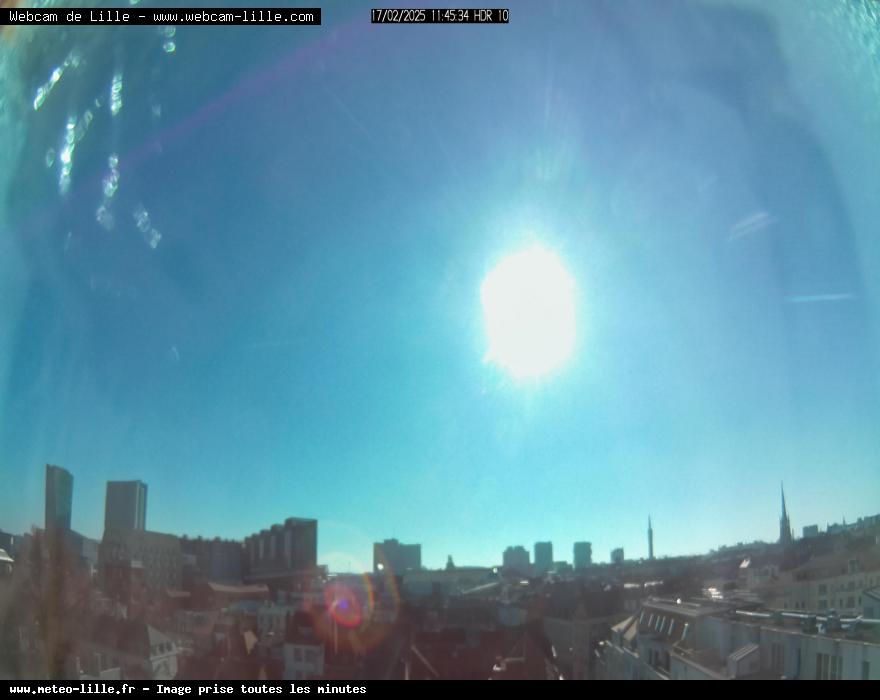 Webcam de Lille - www.webcam-lille.com
17/02/2025 11:45:34 HDR 10
www.meteo-lille.fr - Image prise toutes les minutes